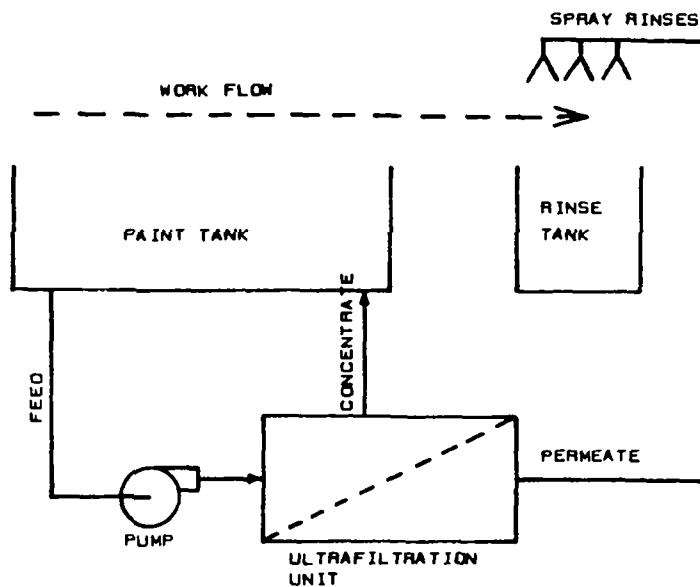 SPRAY RINSES
WORK FLOW
PAINT TANK
RINSE
TANK
CONCENTRATE
FEED
PERMEATE
PUMP
ULTRAFILTRATION
UNIT